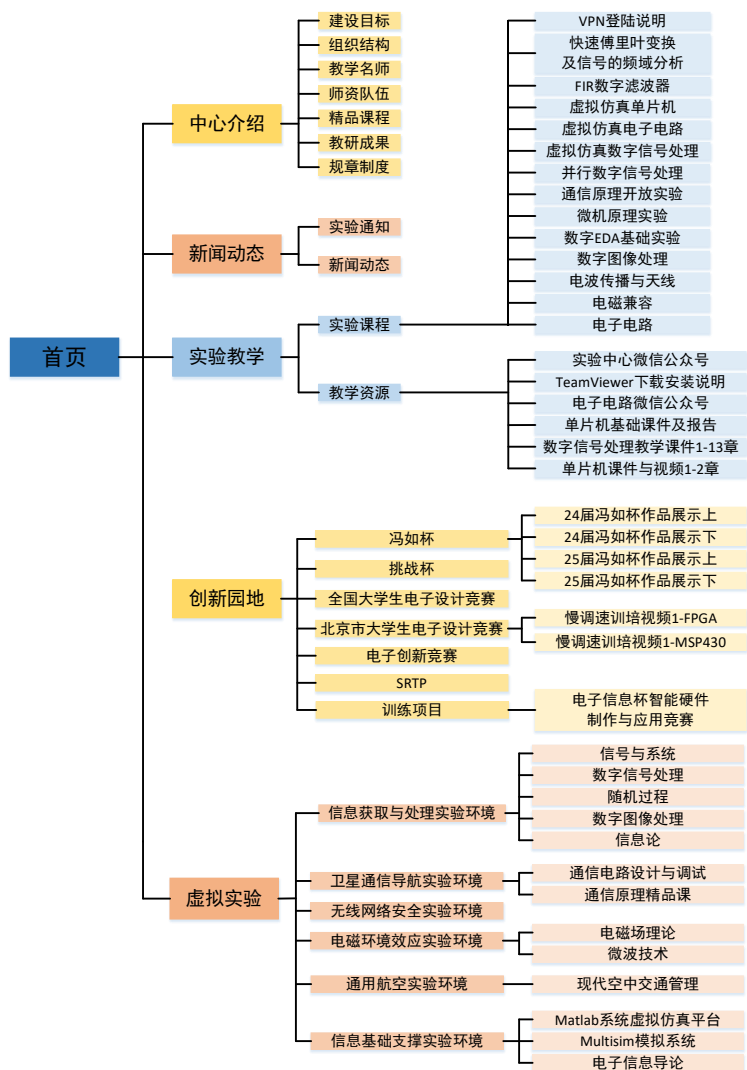 首页
中心介绍
建设目标
组织结构
教学名师
师资队伍
精品课程
教研成果
规章制度
新闻动态
实验通知
新闻动态
实验教学
实验课程
VPN登陆说明
快速傅里叶变换
及信号的频域分析
FIR数字滤波器
虚拟仿真单片机
虚拟仿真电子电路
虚拟仿真数字信号处理
并行数字信号处理
通信原理开放实验
微机原理实验
数字EDA基础实验
数字图像处理
电波传播与天线
电磁兼容
电子电路
教学资源
实验中心微信公众号
TeamViewer下载安装说明
电子电路微信公众号
单片机基础课件及报告
数字信号处理教学课件1-13章
单片机课件与视频1-2章
创新园地
冯如杯
24届冯如杯作品展示上
24届冯如杯作品展示下
25届冯如杯作品展示上
25届冯如杯作品展示下
挑战杯
全国大学生电子设计竞赛
北京市大学生电子设计竞赛
慢调速训培视频1-FPGA
慢调速训培视频1-MSP430
电子创新竞赛
SRTP
训练项目
电子信息杯智能硬件
制作与应用竞赛
虚拟实验
信息获取与处理实验环境
信号与系统
数字信号处理
随机过程
数字图像处理
信息论
卫星通信导航实验环境
通信电路设计与调试
通信原理精品课
无线网络安全实验环境
电磁环境效应实验环境
电磁场理论
微波技术
通用航空实验环境
现代空中交通管理
信息基础支撑实验环境
Matlab系统虚拟仿真平台
Multisim模拟系统
电子信息导论